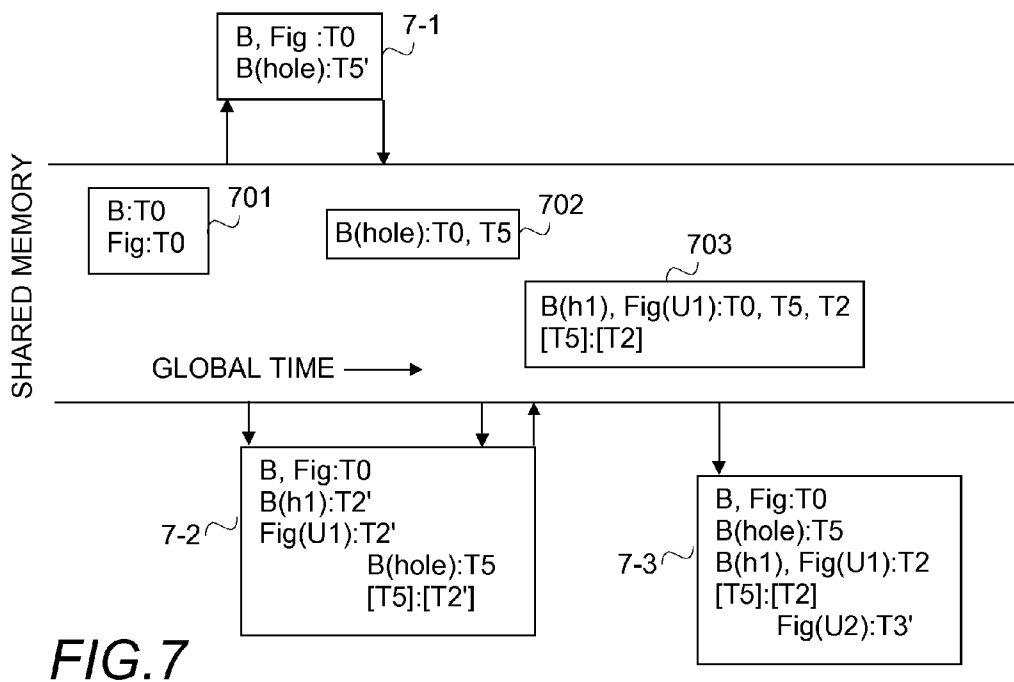 B, Fig :T0
B(hole):T5'
7-1
SHARED MEMORY
B:T0
Fig:T0
701
B(hole):T0, T5
702
703
B(h1), Fig(U1):T0, T5, T2
[T5]:[T2]
GLOBAL TIME
7-2
B, Fig:T0
B(h1):T2'
Fig(U1):T2'
B(hole):T5
[T5]:[T2']
7-3
B, Fig:T0
B(hole):T5
B(h1), Fig(U1):T2
[T5]:[T2]
Fig(U2):T3'
FIG.7